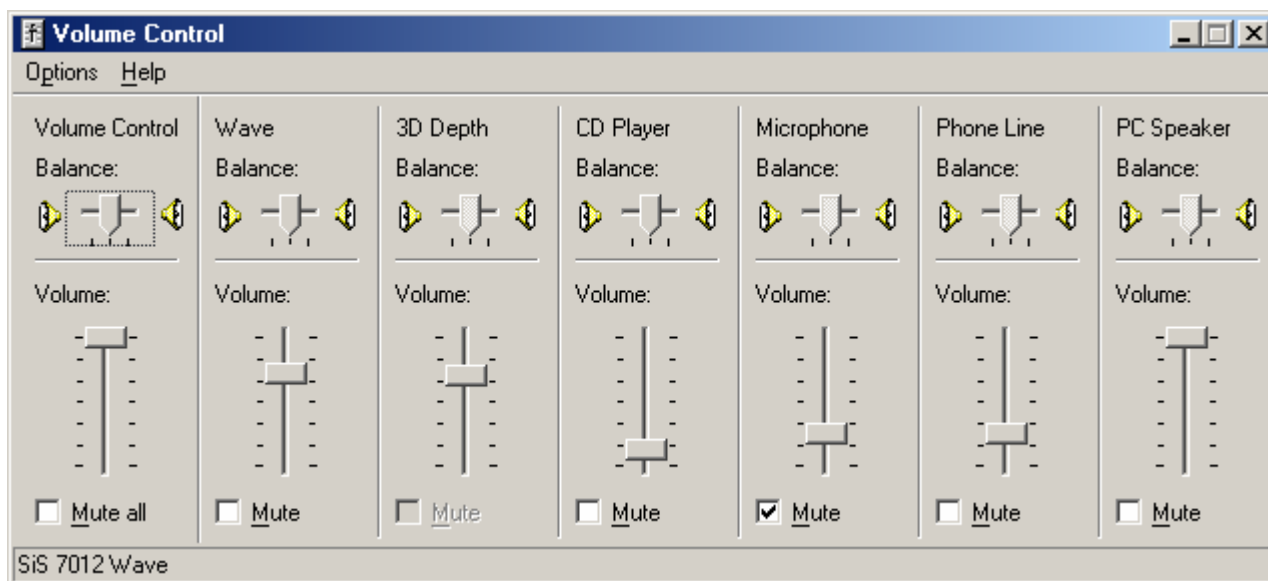 Volume Control
Options Help
Volume Control Wave 3D Depth CD Player Microphone Phone Line PC Speaker
Balance: Balance: Balance: Balance: Balance: Balance: Balance:
Volume: Volume: Volume: Volume: Volume: Volume: Volume:
Mute all Mute Mute Mute Mute Mute Mute
SiS 7012 Wave